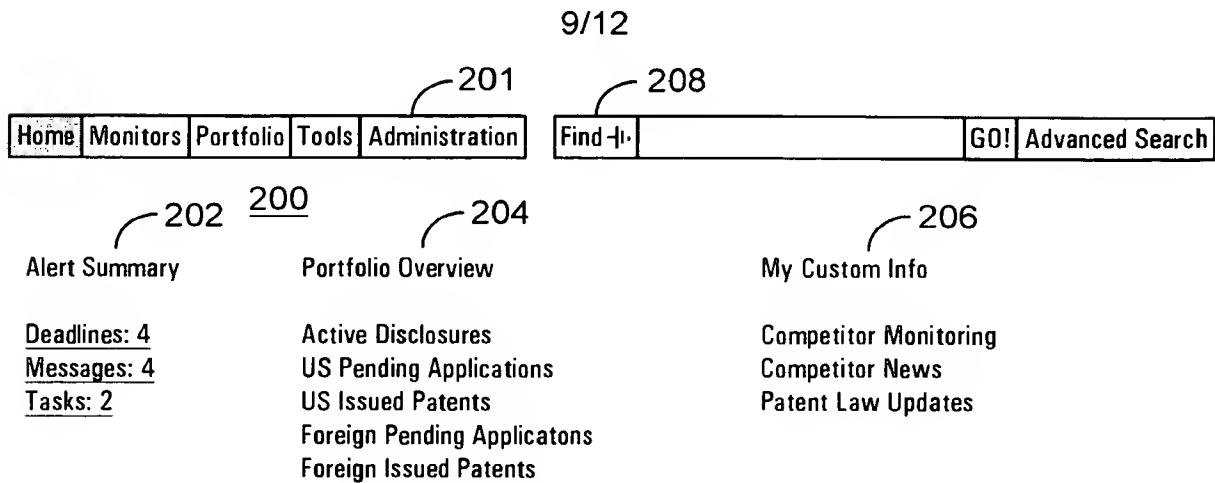 9/12
201 208
Home Monitors Portfolio Tools Administration Find GO! Advanced Search
202 200 204 206
Alert Summary Portfolio Overview My Custom Info
Deadlines: 4 Active Disclosures Competitor Monitoring
Messages: 4 US Pending Applications Competitor News
Tasks: 2 US Issued Patents Patent Law Updates
Foreign Pending Applicatons
Foreign Issued Patents